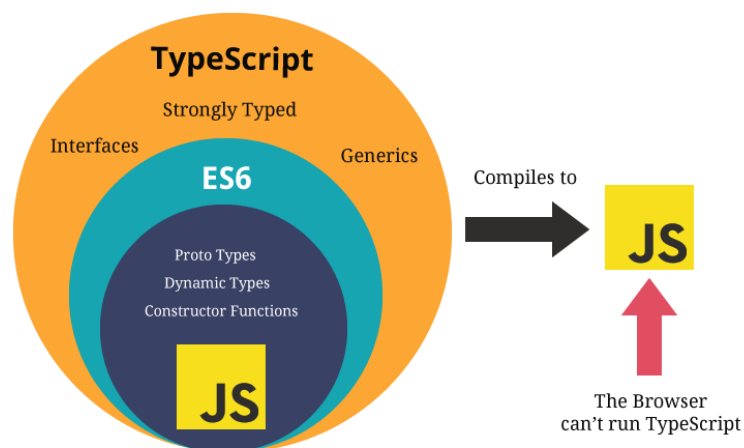 TypeScript
Strongly Typed
Interfaces
Generics
ES6
Proto Types
Dynamic Types
Constructor Functions
JS
Compiles to
JS
The Browser
can't run TypeScript